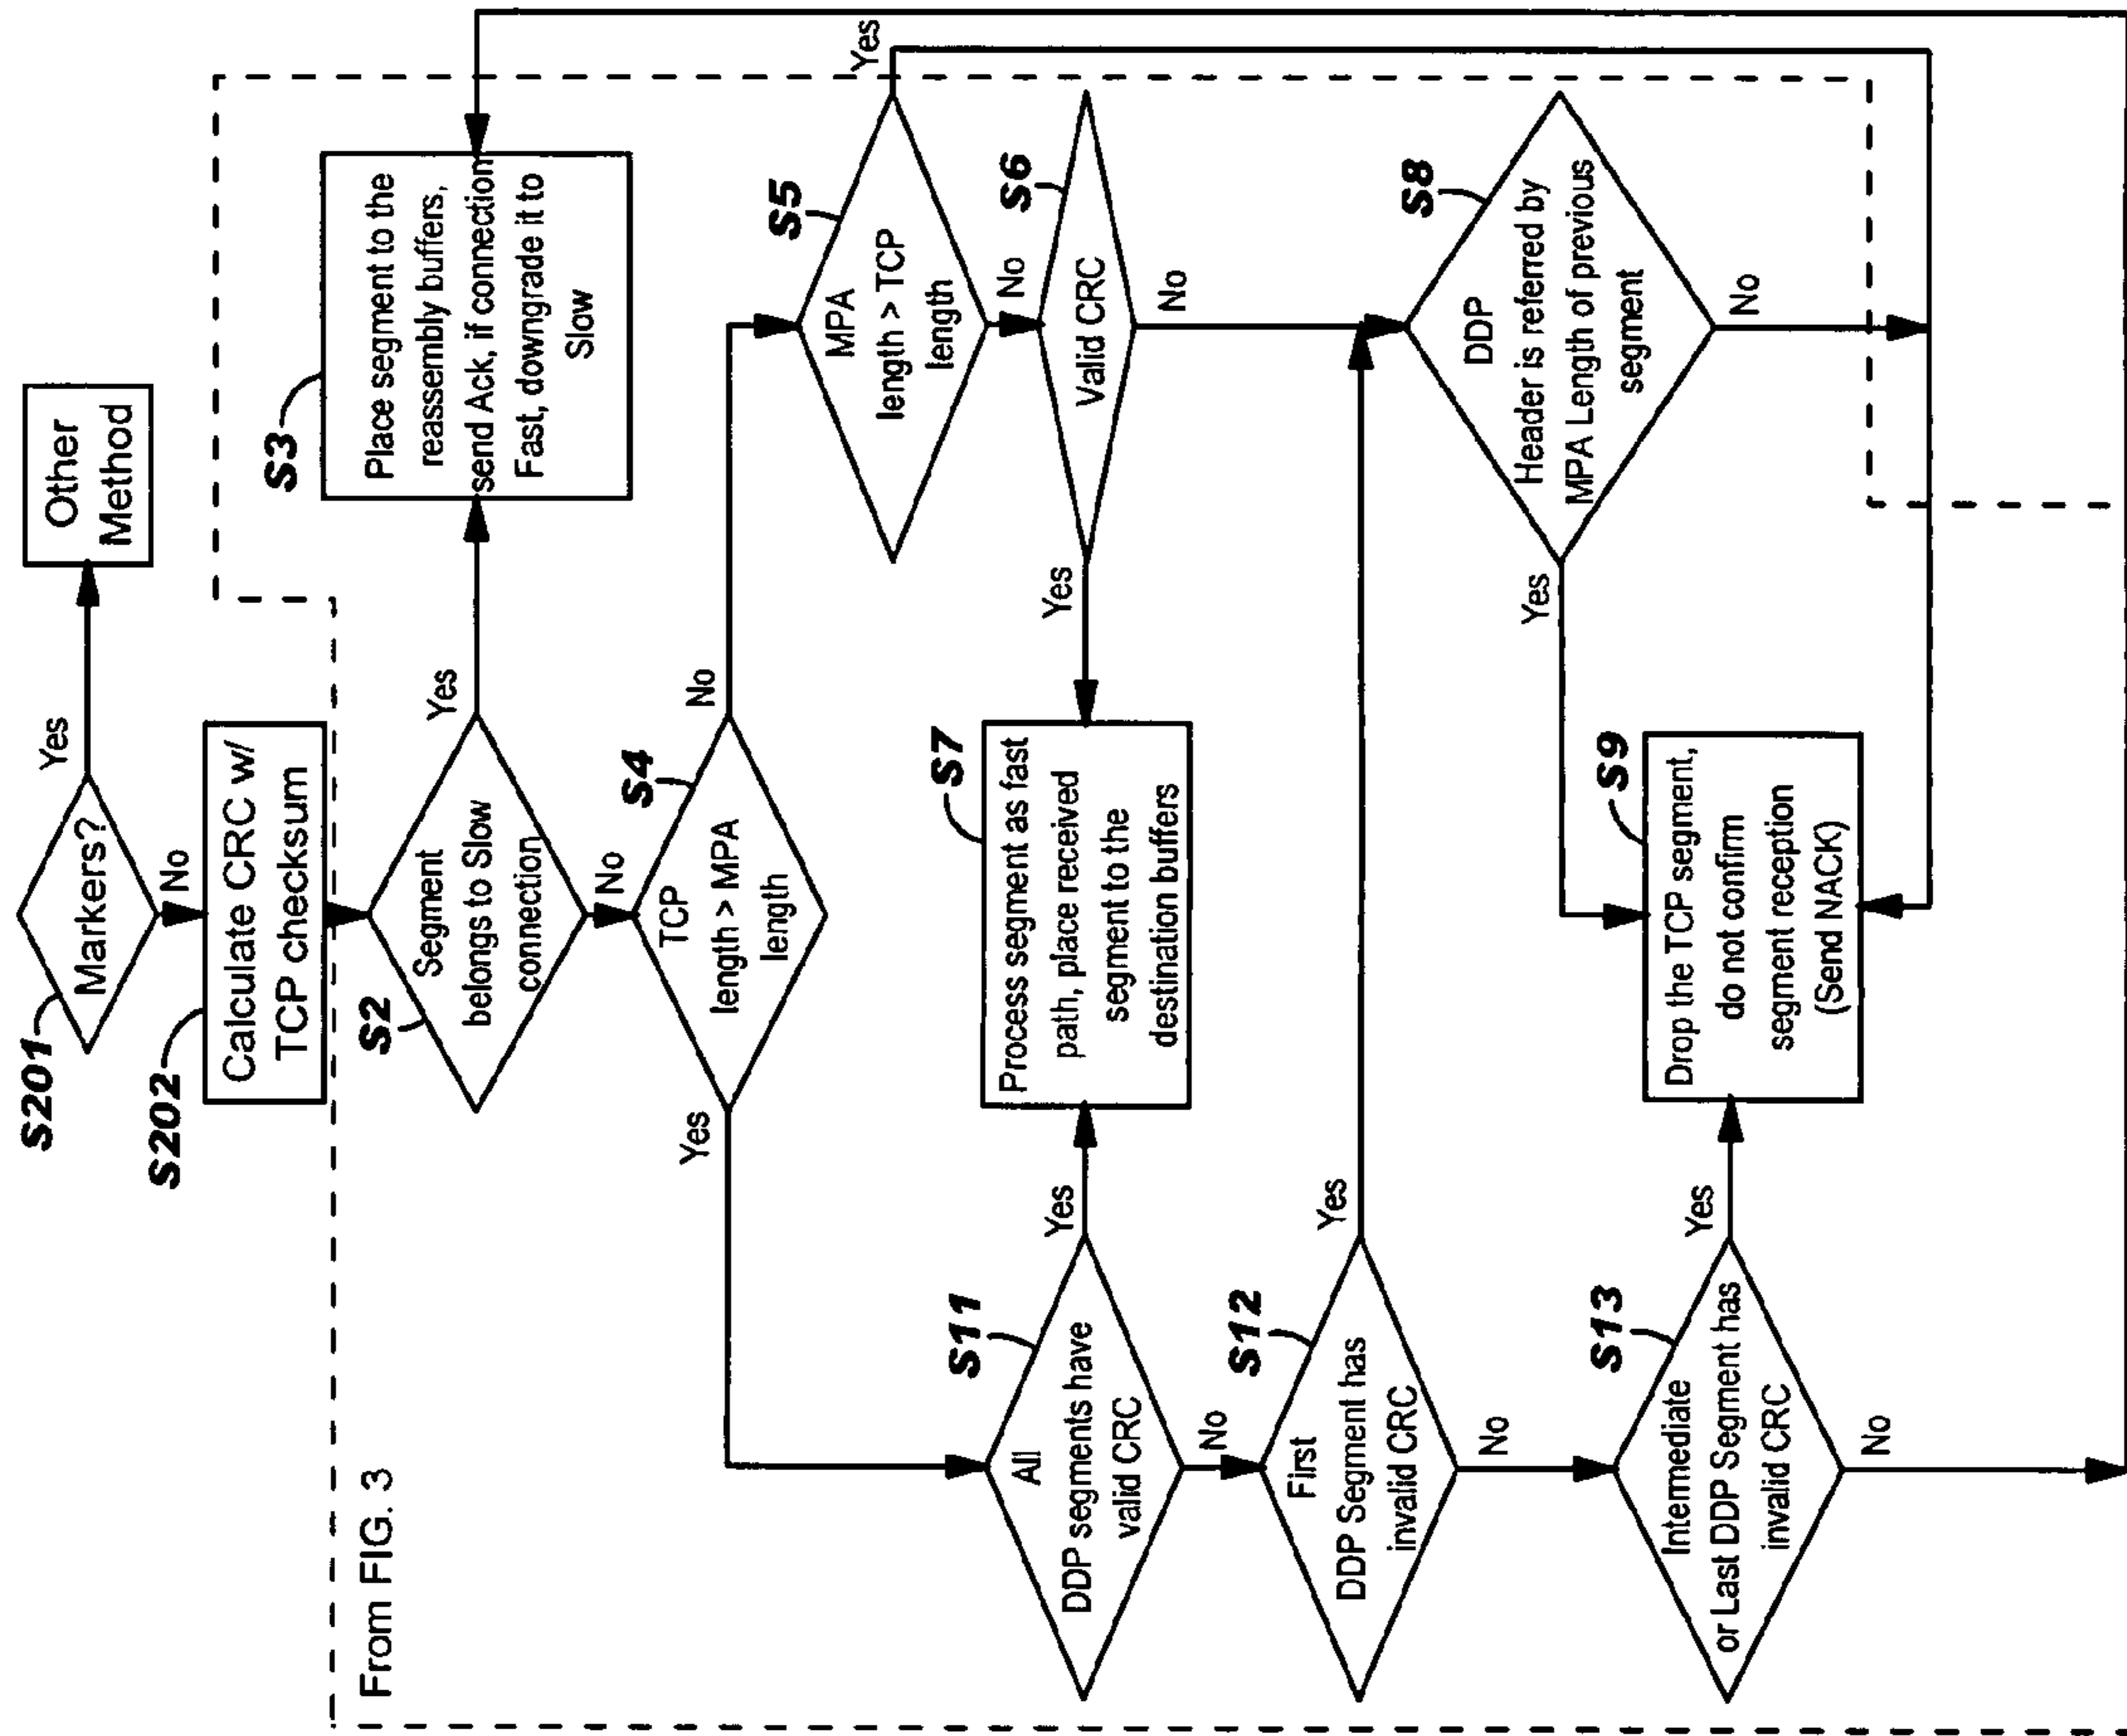 S201
Markers?
Yes
Other
Method
No
S202
Calculate CRC w/
TCP checksum
From FIG. 3
S2
Segment
belongs to Slow
connection
Yes
S3
Place segment to the
reassembly buffers,
send Ack, if connection
Fast, downgrade it to
Slow
No
S4
TCP
length > MPA
length
Yes
No
S5
MPA
length > TCP
length
Yes
No
S6
Valid CRC
Yes
No
S7
Process segment as fast
path, place received
segment to the
destination buffers
S11
All
DDP segments have
valid CRC
Yes
No
S12
First
DDP Segment has
invalid CRC
Yes
No
S8
DDP
Header is referred by
MPA Length of previous
segment
Yes
No
S9
Drop the TCP segment,
do not confirm
segment reception
(Send NACK)
S13
Intermediate
or Last DDP Segment has
invalid CRC
Yes
No